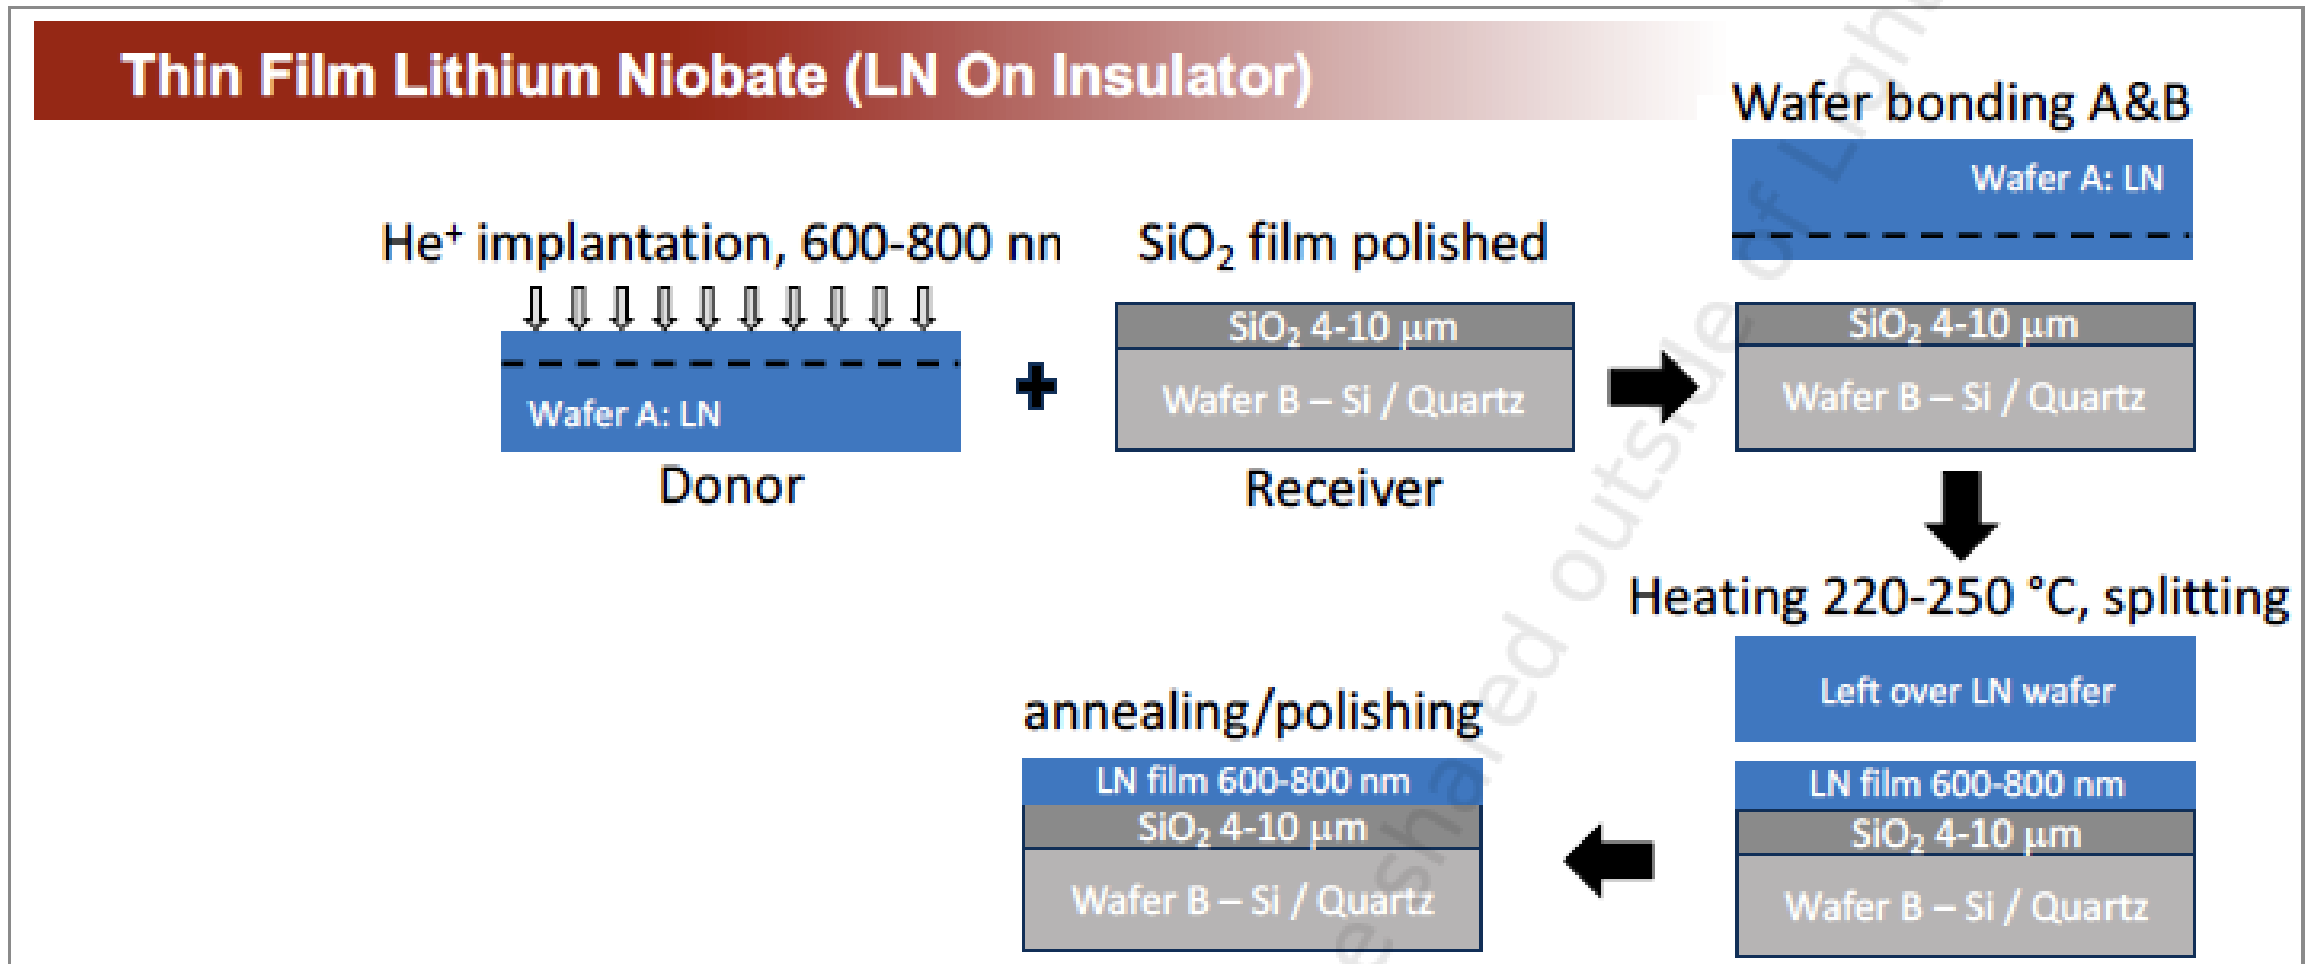 Thin Film Lithium Niobate (LN On Insulator)
Wafer bonding A&B
Wafer A: LN
He⁺ implantation, 600-800 nn
SiO₂ film polished
SiO₂ 4-10 μm
Wafer B – Si / Quartz
SiO₂ 4-10 μm
Wafer B – Si / Quartz
Wafer A: LN
Donor
Receiver
Heating 220-250 °C, splitting
Left over LN wafer
annealing/polishing
LN film 600-800 nm
SiO₂ 4-10 μm
Wafer B – Si / Quartz
LN film 600-800 nm
SiO₂ 4-10 μm
Wafer B – Si / Quartz
shared outside of